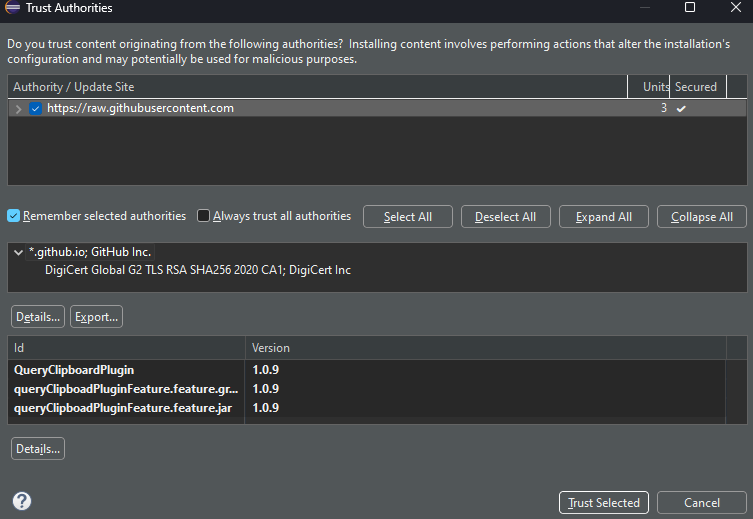 Trust Authorities
Do you trust content originating from the following authorities? Installing content involves performing actions that alter the installation's
configuration and may potentially be used for malicious purposes.
Authority / Update Site Units Secured
https://raw.githubusercontent.com 3
Remember selected authorities Always trust all authorities Select All Deselect All Expand All Collapse All
*.github.io; GitHub Inc.
DigiCert Global G2 TLS RSA SHA256 2020 CA1; DigiCert Inc
Details... Export...
Id Version
QueryClipboardPlugin 1.0.9
queryClipboadPluginFeature.feature.gr... 1.0.9
queryClipboadPluginFeature.feature.jar 1.0.9
Details...
? Trust Selected Cancel